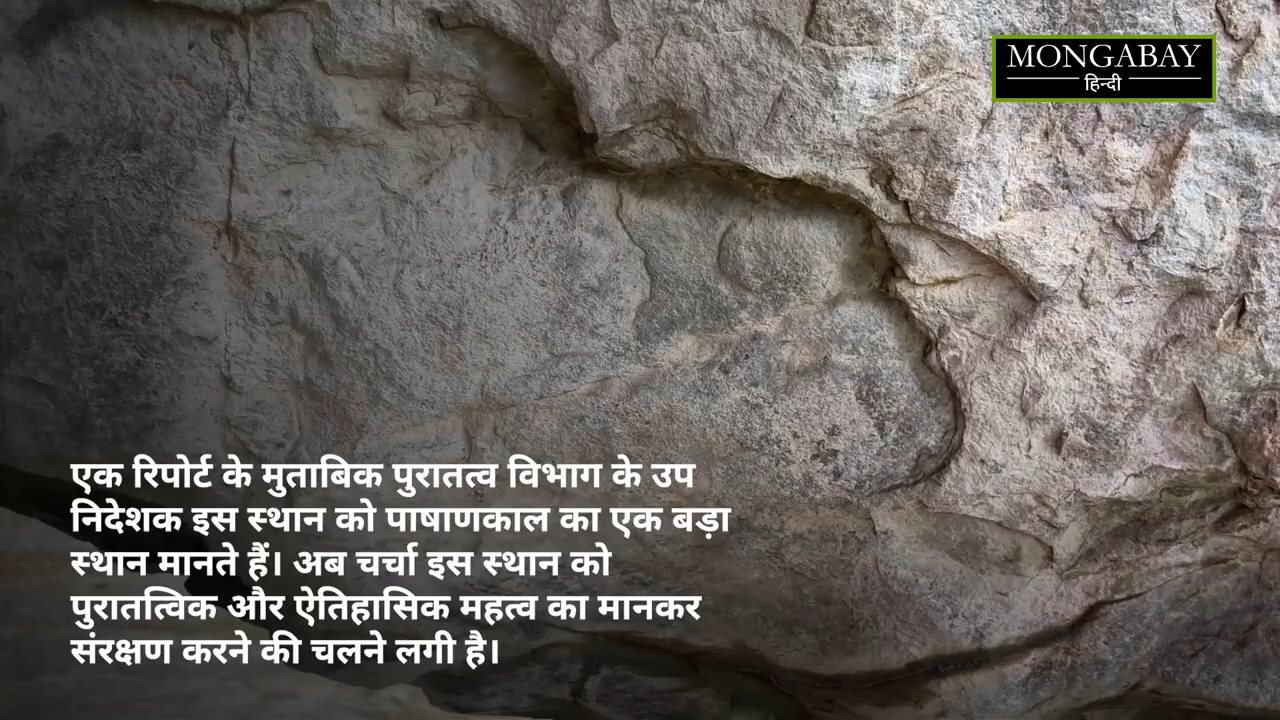 MONGABAY
हिन्दी
एक रिपोर्ट के मुताबिक पुरातत्व विभाग के उप
निदेशक इस स्थान को पाषाणकाल का एक बड़ा
स्थान मानते हैं। अब चर्चा इस स्थान को
पुरातत्विक और ऐतिहासिक महत्व का मानकर
संरक्षण करने की चलने लगी है।